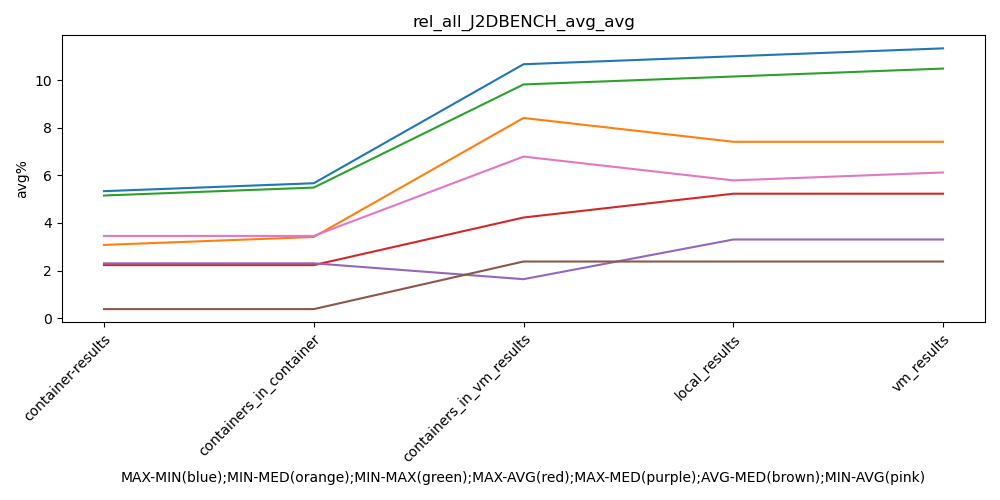 rel_all_J2DBENCH_avg_avg
10
8
6
4
2
0
avg%
container-results
containers_in_container
containers_in_vm_results
local_results
vm_results
MAX-MIN(blue);MIN-MED(orange);MIN-MAX(green);MAX-AVG(red);MAX-MED(purple);AVG-MED(brown);MIN-AVG(pink)